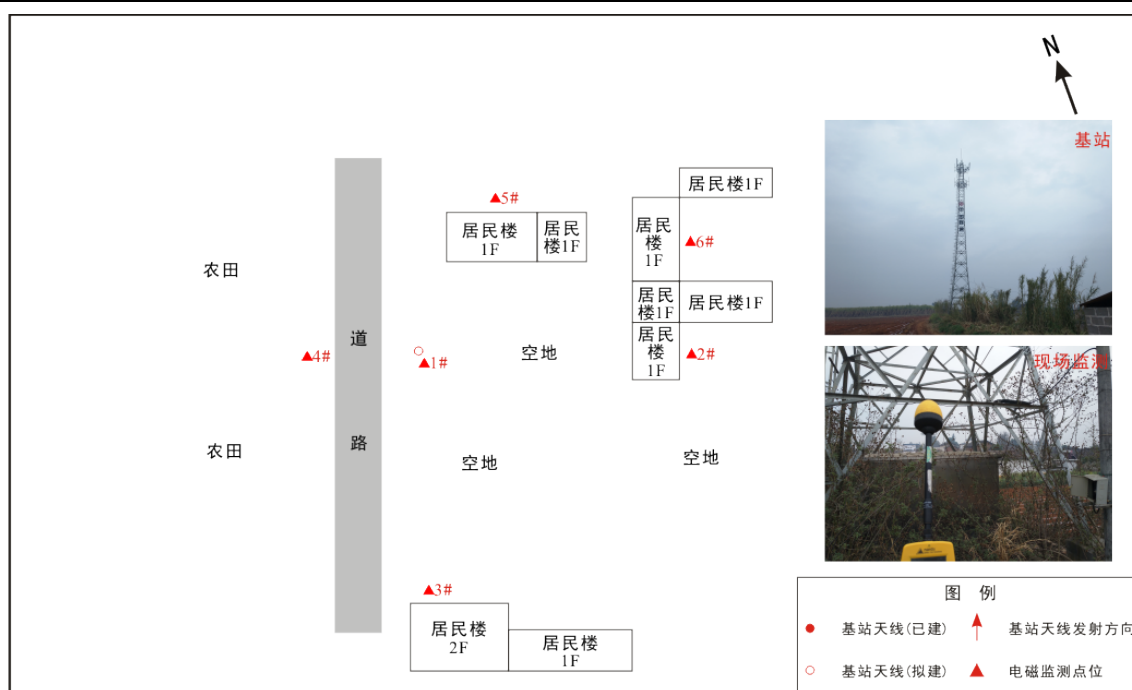 N
基站
居民楼1F
▲5#
居民楼
1F
居民
楼1F
居民
楼
1F
▲6#
农田
居民
楼1F
居民楼1F
道
路
▲4#
▲1#
空地
居民
楼
1F
▲2#
现场监测
农田
空地
空地
▲3#
居民楼
2F
居民楼
1F
图 例
基站天线(已建)
基站天线发射方向
基站天线(拟建)
电磁监测点位